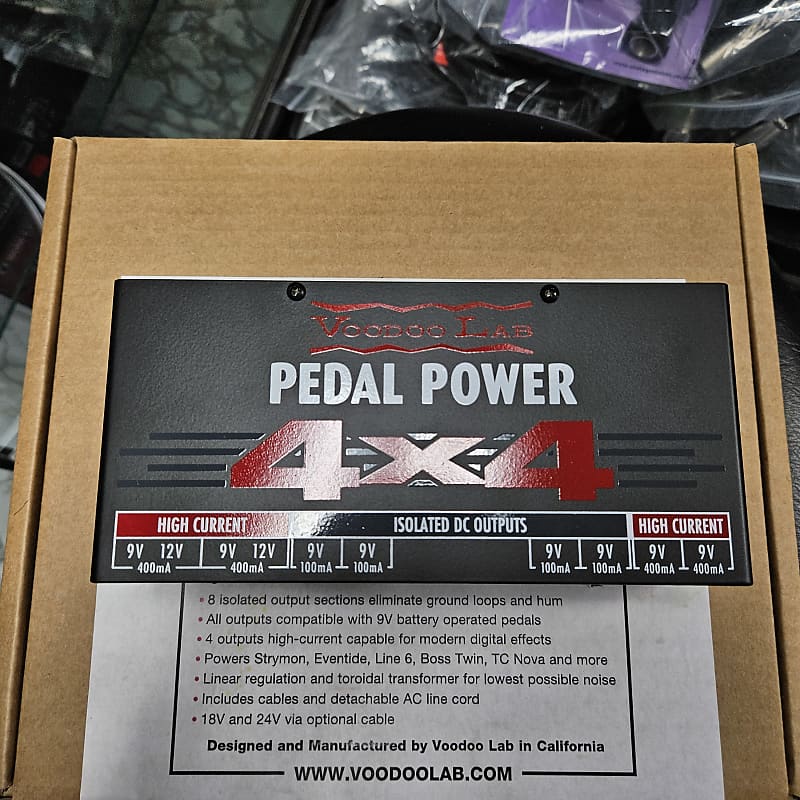 VOODOO LAB
PEDAL POWER
4x4
HIGH CURRENT ISOLATED DC OUTPUTS HIGH CURRENT
9V 12V 9V 12V 9V 9V 9V 9V 9V 9V
400mA 400mA 100mA 100mA 100mA 100mA 400mA 400mA
• 8 isolated output sections eliminate ground loops and hum
• All outputs compatible with 9V battery operated pedals
• 4 outputs high-current capable for modern digital effects
• Powers Strymon, Eventide, Line 6, Boss Twin, TC Nova and more
• Linear regulation and toroidal transformer for lowest possible noise
• Includes cables and detachable AC line cord
• 18V and 24V via optional cable
Designed and Manufactured by Voodoo Lab in California
WWW.VOODOOLAB.COM